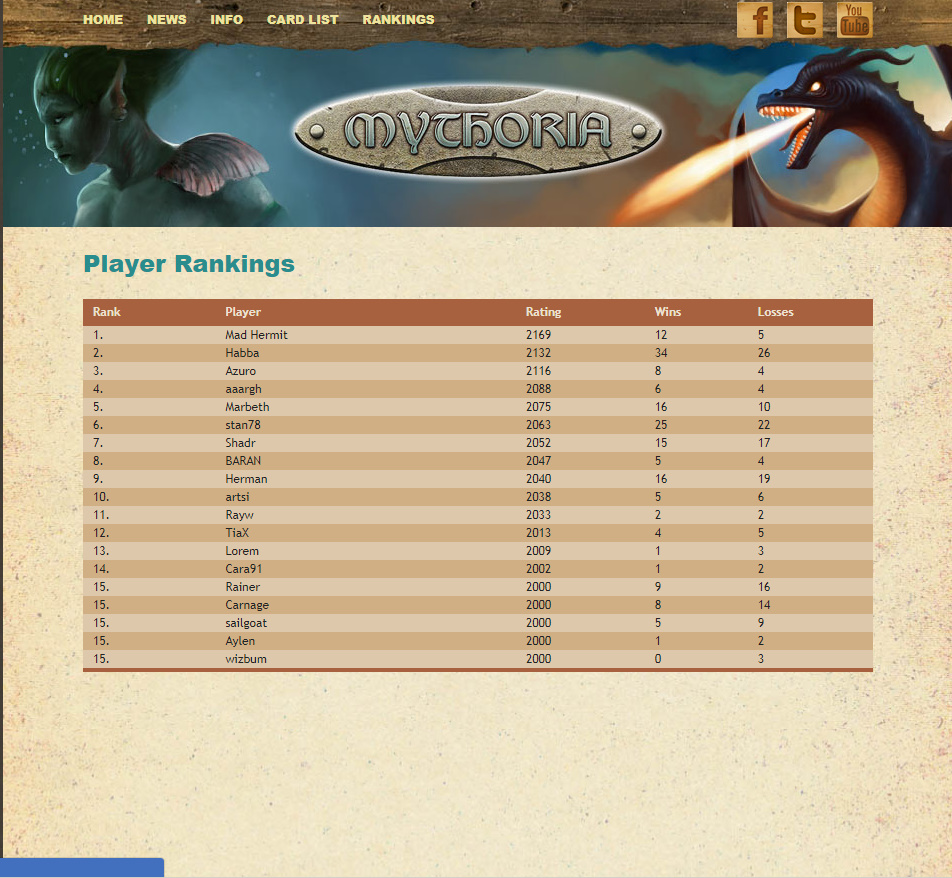 HOME NEWS INFO CARD LIST RANKINGS f t You Tube
MYTHORIA
Player Rankings
Rank Player Rating Wins Losses
1. Mad Hermit 2169 12 5
2. Habba 2132 34 26
3. Azuro 2116 8 4
4. aaargh 2088 6 4
5. Marbeth 2075 16 10
6. stan78 2063 25 22
7. Shadr 2052 15 17
8. BARAN 2047 5 4
9. Herman 2040 16 19
10. artsi 2038 5 6
11. Rayw 2033 2 2
12. TiaX 2013 4 5
13. Lorem 2009 1 3
14. Cara91 2002 1 2
15. Rainer 2000 9 16
15. Carnage 2000 8 14
15. sailgoat 2000 5 9
15. Aylen 2000 1 2
15. wizbum 2000 0 3